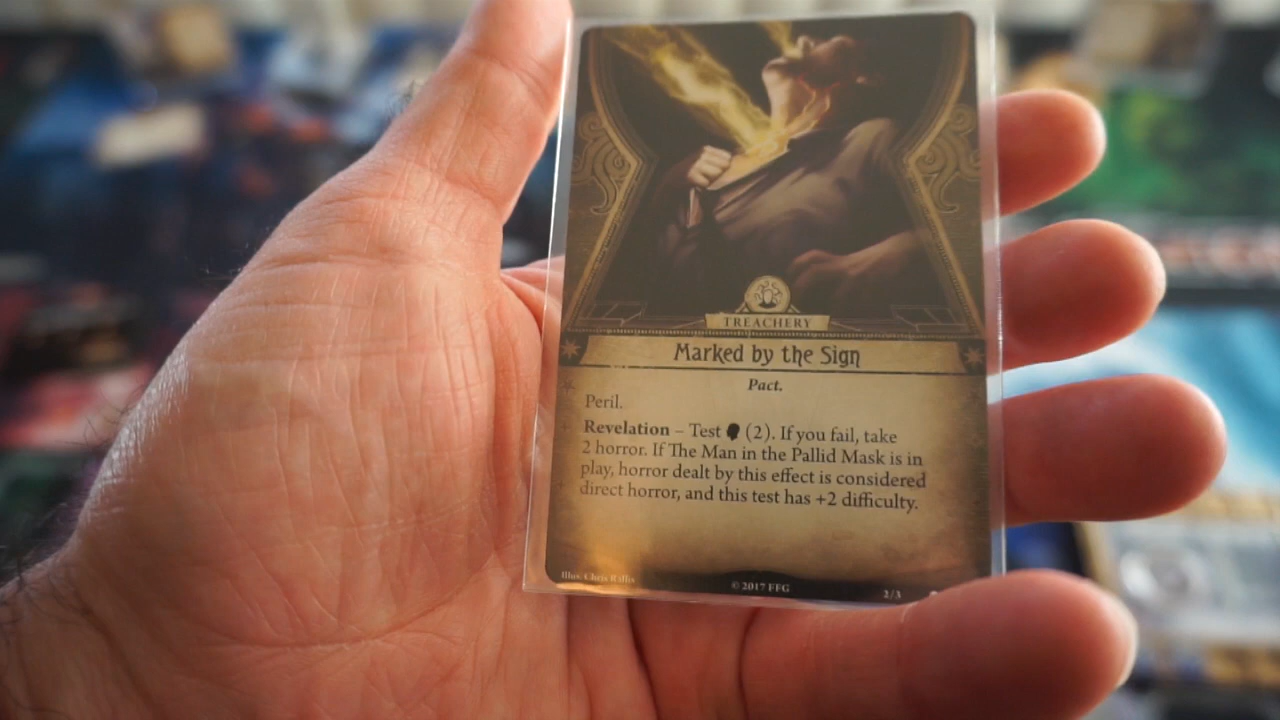 TREACHERY
Marked by the Sign
Pact.
Peril.
Revelation – Test (2). If you fail, take
2 horror. If The Man in the Pallid Mask is in
play, horror dealt by this effect is considered
direct horror, and this test has +2 difficulty.
Illus. Chris Rallis
© 2017 FFG
2/3